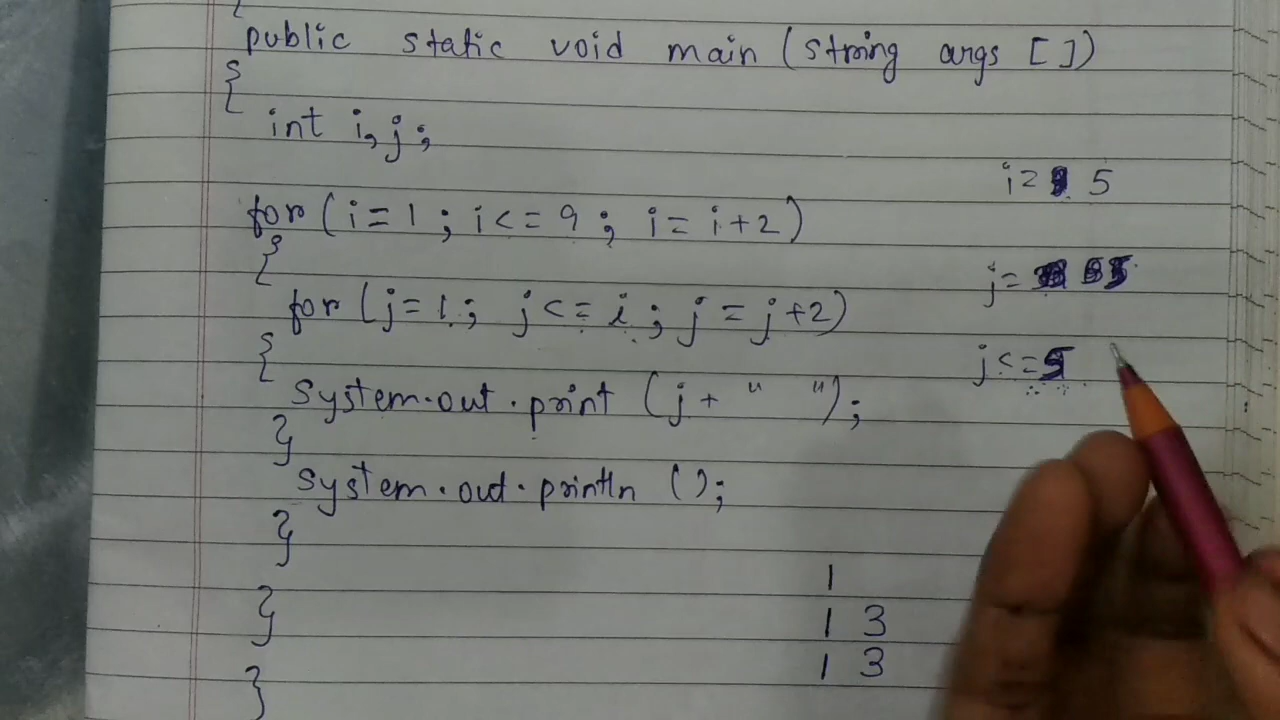 {
public static void main (string args [ ])
{
int i,j;
for (i=1 ; i<=9 ; i= i+2)
{
for (j=1; j<=i ; j = j+2)
{
System.out.print (j+ " ");
}
System.out.println ();
}
}
}
i= 5
j=
j<=5
1
1 3
1 3